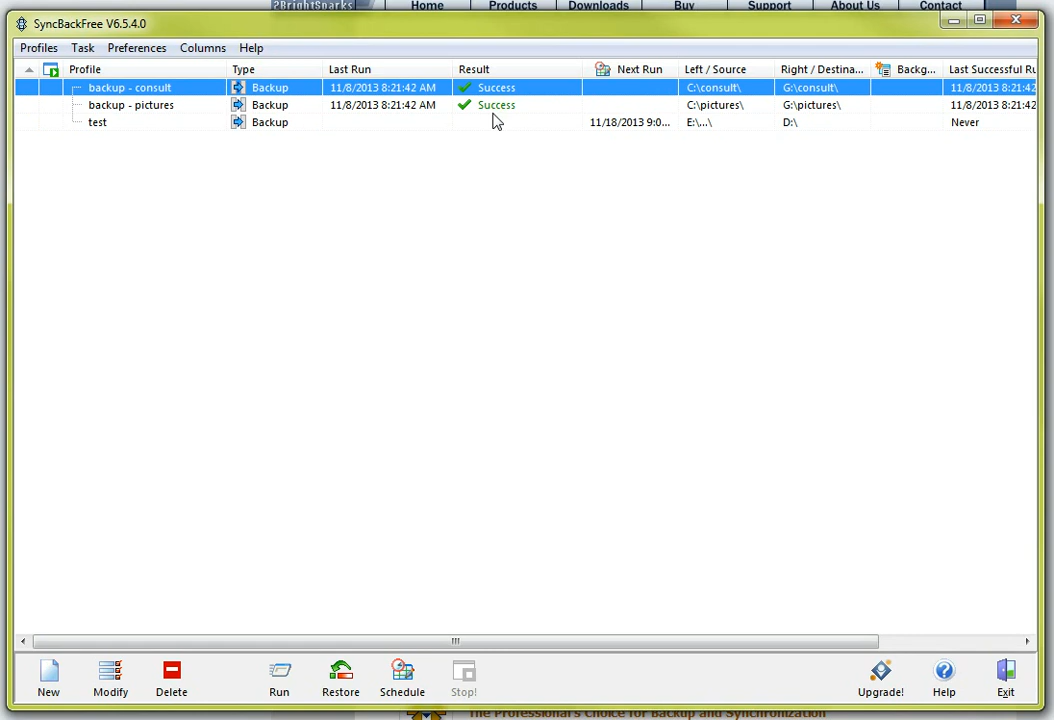 2BrightSparks Home Products Downloads Buy Support About Us Contact
SyncBackFree V6.5.4.0
Profiles Task Preferences Columns Help
Profile Type Last Run Result Next Run Left / Source Right / Destina... Backg... Last Successful Ru
backup - consult Backup 11/8/2013 8:21:42 AM Success C:\consult\ G:\consult\ 11/8/2013 8:21:42
backup - pictures Backup 11/8/2013 8:21:42 AM Success C:\pictures\ G:\pictures\ 11/8/2013 8:21:42
test Backup 11/18/2013 9:0... E:\...\ D:\ Never
New Modify Delete Run Restore Schedule Stop! Upgrade! Help Exit
The Professional's Choice for Backup and Synchronization